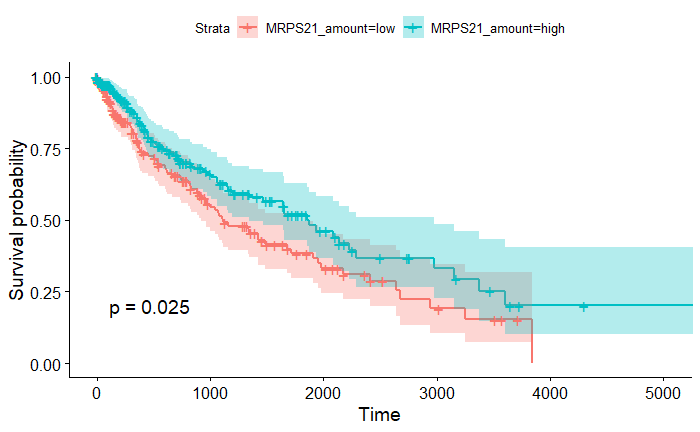 Strata MRPS21_amount=low MRPS21_amount=high
Survival probability
1.00
0.75
0.50
0.25
0.00
p = 0.025
0 1000 2000 3000 4000 5000
Time